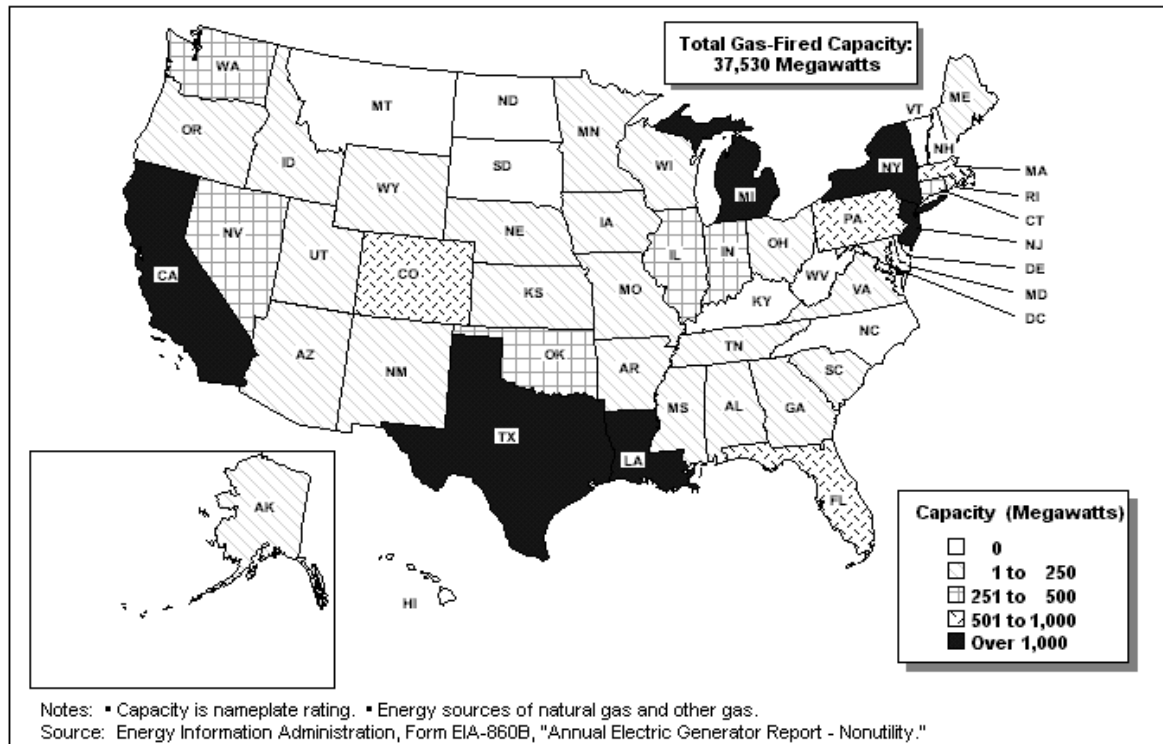 Total Gas-Fired Capacity:
37,530 Megawatts
WA
MT
ND
MN
VT
ME
OR
ID
SD
WI
NY
NH
MA
WY
MI
RI
NV
NE
IA
PA
CT
UT
IL
IN
OH
NJ
CA
CO
KS
MO
WV
VA
DE
KY
MD
DC
AZ
NM
OK
AR
TN
NC
SC
MS
AL
GA
TX
LA
FL
AK
HI
Capacity (Megawatts)
0
1 to 250
251 to 500
501 to 1,000
Over 1,000
Notes: ▪ Capacity is nameplate rating. ▪ Energy sources of natural gas and other gas.
Source: Energy Information Administration, Form EIA-860B, "Annual Electric Generator Report - Nonutility."